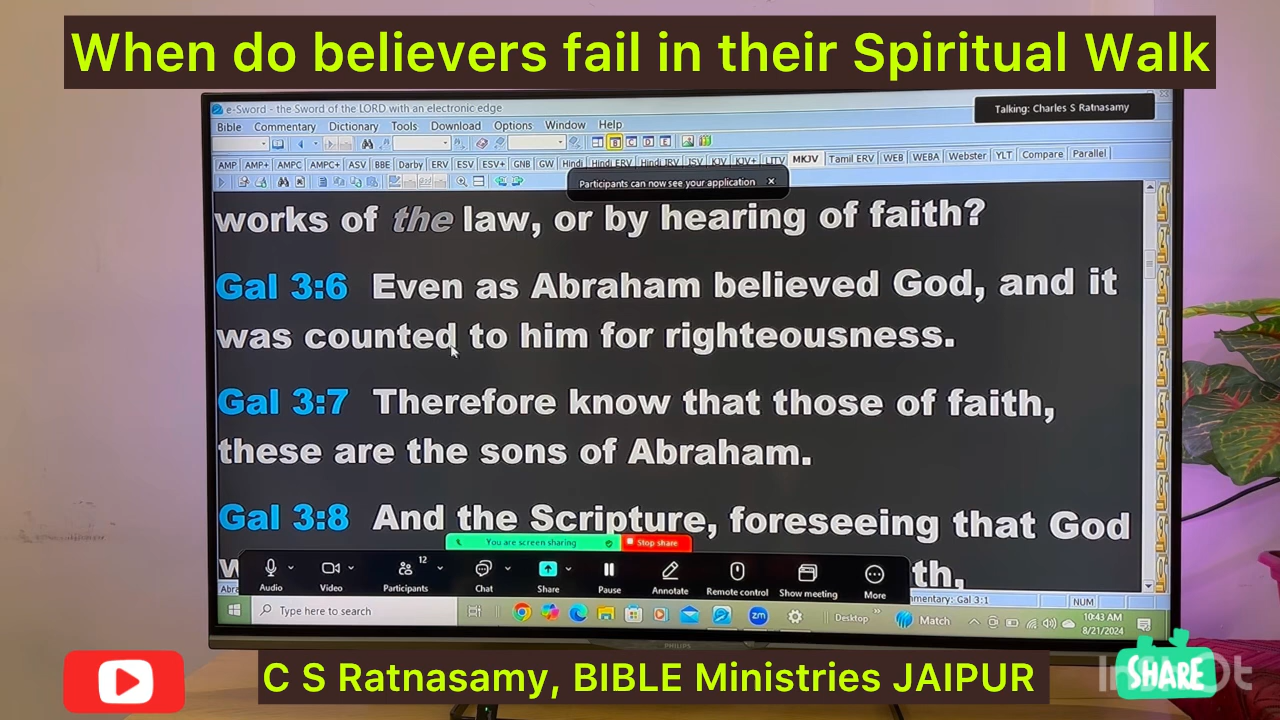 When do believers fail in their Spiritual Walk
e-Sword - the Sword of the LORD with an electronic edge
Talking: Charles S Ratnasamy
Bible Commentary Dictionary Tools Download Options Window Help
AMP AMP+ AMPC AMPC+ ASV BBE Darby ERV ESV ESV+ GNB GW Hindi Hindi ERV Hindi IRV KJV KJV+ LITV MKJV Tamil ERV WEB WEBA Webster YLT Compare Parallel
Participants can now see your application
works of the law, or by hearing of faith?
Gal 3:6 Even as Abraham believed God, and it
was counted to him for righteousness.
Gal 3:7 Therefore know that those of faith,
these are the sons of Abraham.
Gal 3:8 And the Scripture, foreseeing that God
You are screen sharing Stop share
th,
12
Audio Video Participants Chat Share Pause Annotate Remote control Show meeting More
mmentary: Gal 3:1 NUM
Type here to search
zm
Desktop
Match
10:43 AM
8/21/2024
PHILIPS
C S Ratnasamy, BIBLE Ministries JAIPUR
SHARE